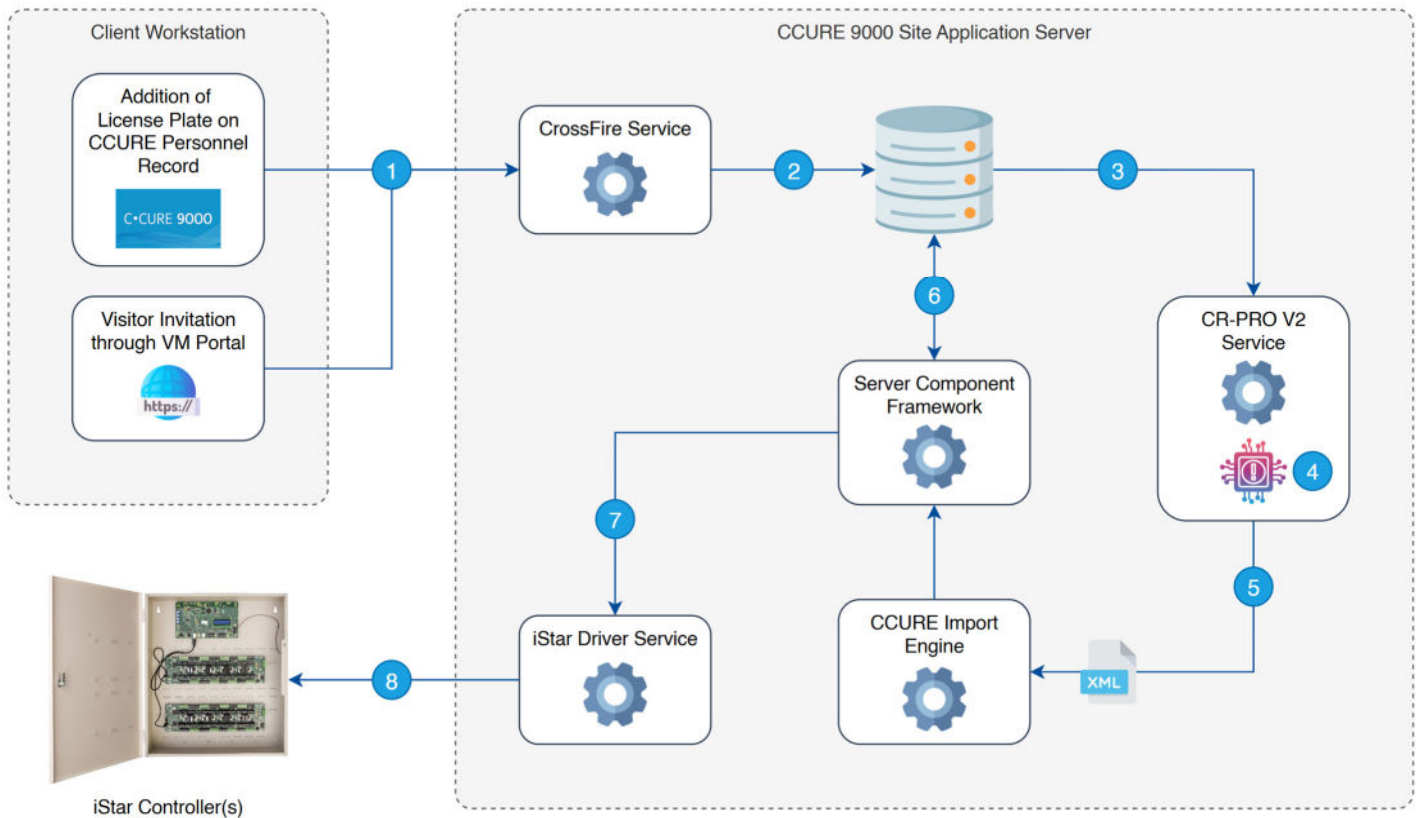 Client Workstation
Addition of
License Plate on
CCURE Personnel
Record
C•CURE 9000
Visitor Invitation
through VM Portal
https://
1
CCURE 9000 Site Application Server
CrossFire Service
2
3
6
CR-PRO V2
Service
4
Server Component
Framework
7
5
iStar Driver Service
CCURE Import
Engine
XML
8
iStar Controller(s)